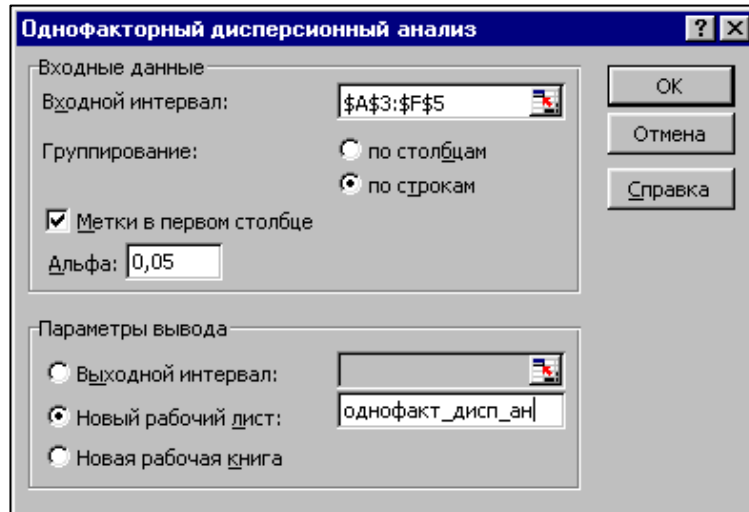 Однофакторный дисперсионный анализ
Входные данные
Входной интервал: $A$3:$F$5
Группирование: по столбцам
по строкам
Метки в первом столбце
Альфа: 0,05
OK
Отмена
Справка
Параметры вывода
Выходной интервал:
Новый рабочий лист: однофакт_дисп_ан
Новая рабочая книга